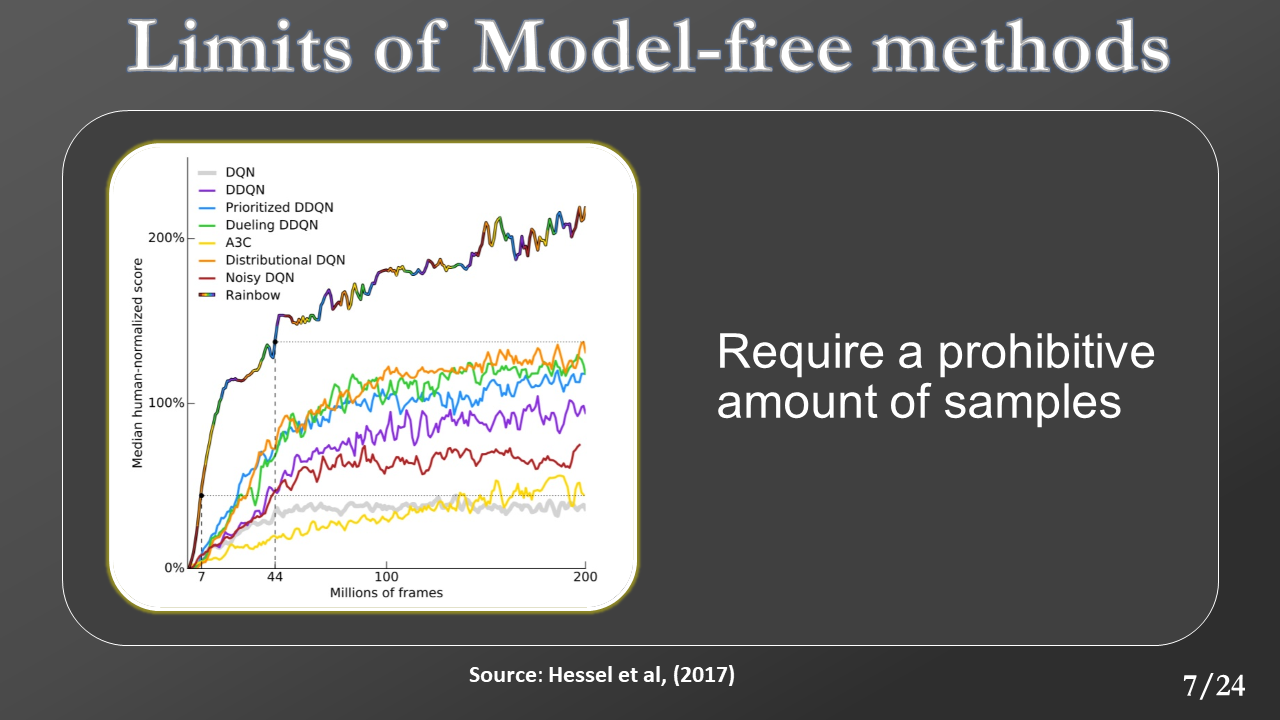 Limits of Model-free methods
DQN
DDQN
Prioritized DDQN
Dueling DDQN
A3C
Distributional DQN
Noisy DQN
Rainbow
Median human-normalized score
200%
100%
0%
7
44
100
200
Millions of frames
Require a prohibitive
amount of samples
Source: Hessel et al, (2017)
7/24